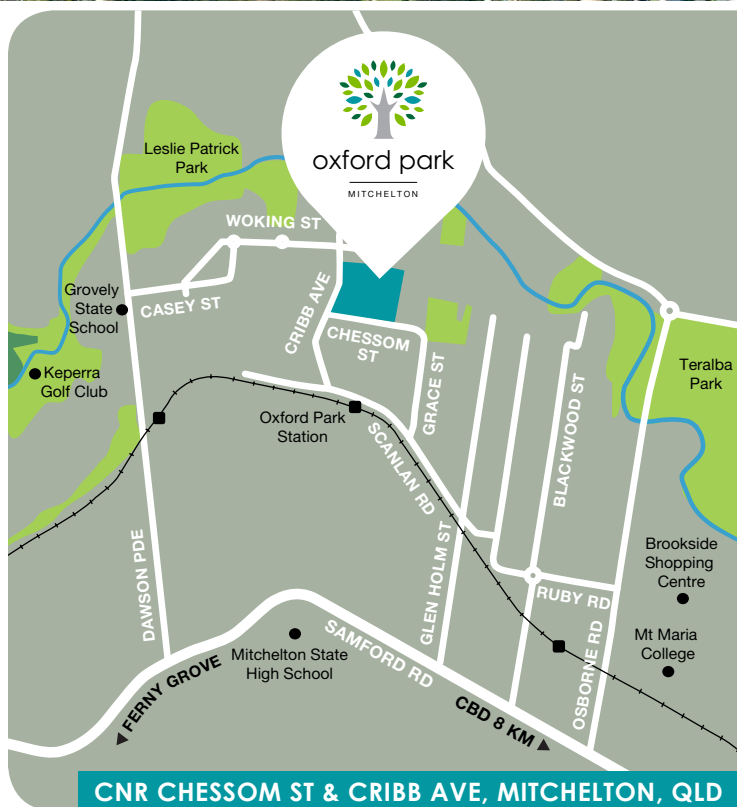 oxford park
MITCHELTON
Leslie Patrick
Park
WOKING ST
Grovely
State
School
CASEY ST
CRIBB AVE
CHESSOM
ST
GRACE ST
Keperra
Golf Club
Teralba
Park
Oxford Park
Station
SCANLAN RD
BLACKWOOD ST
GLEN HOLM ST
Brookside
Shopping
Centre
RUBY RD
DAWSON PDE
OSBORNE RD
Mt Maria
College
SAMFORD RD
Mitchelton State
High School
FERNY GROVE
CBD 8 KM
CNR CHESSOM ST & CRIBB AVE, MITCHELTON, QLD